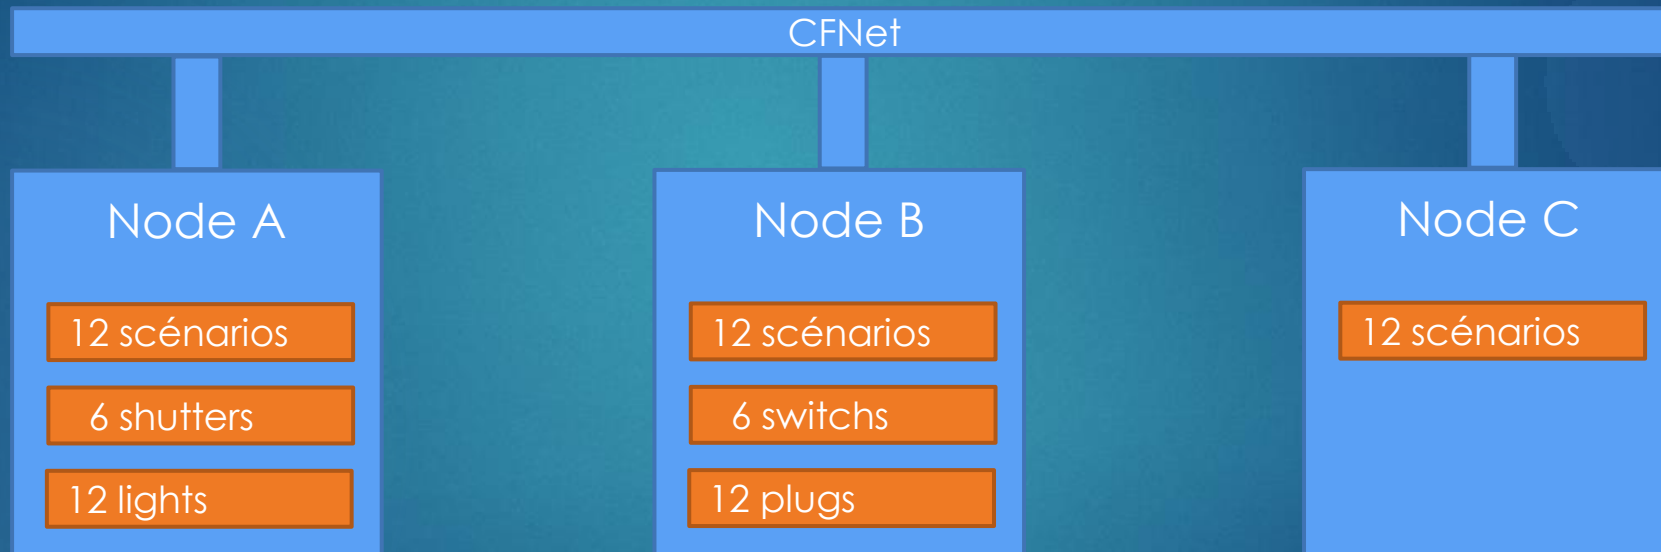 CFNet
Node A
12 scénarios
6 shutters
12 lights
Node B
12 scénarios
6 switchs
12 plugs
Node C
12 scénarios